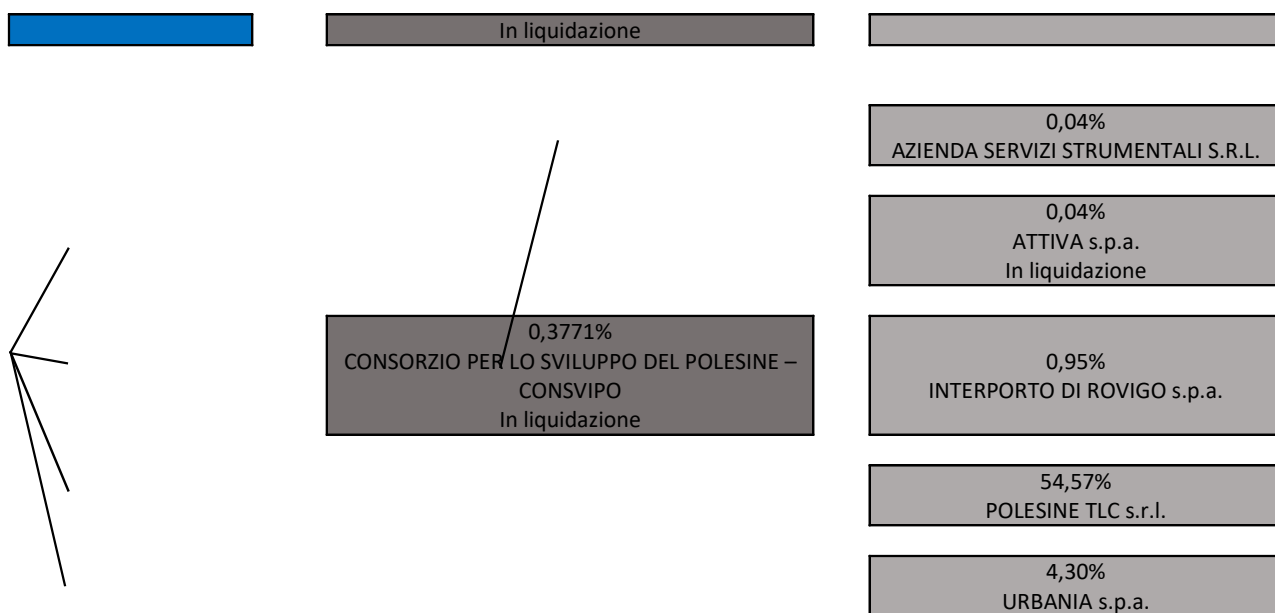 In liquidazione
0,04%
AZIENDA SERVIZI STRUMENTALI S.R.L.
0,04%
ATTIVA s.p.a.
In liquidazione
0,3771%
CONSORZIO PER LO SVILUPPO DEL POLESINE –
CONSVIPO
In liquidazione
0,95%
INTERPORTO DI ROVIGO s.p.a.
54,57%
POLESINE TLC s.r.l.
4,30%
URBANIA s.p.a.